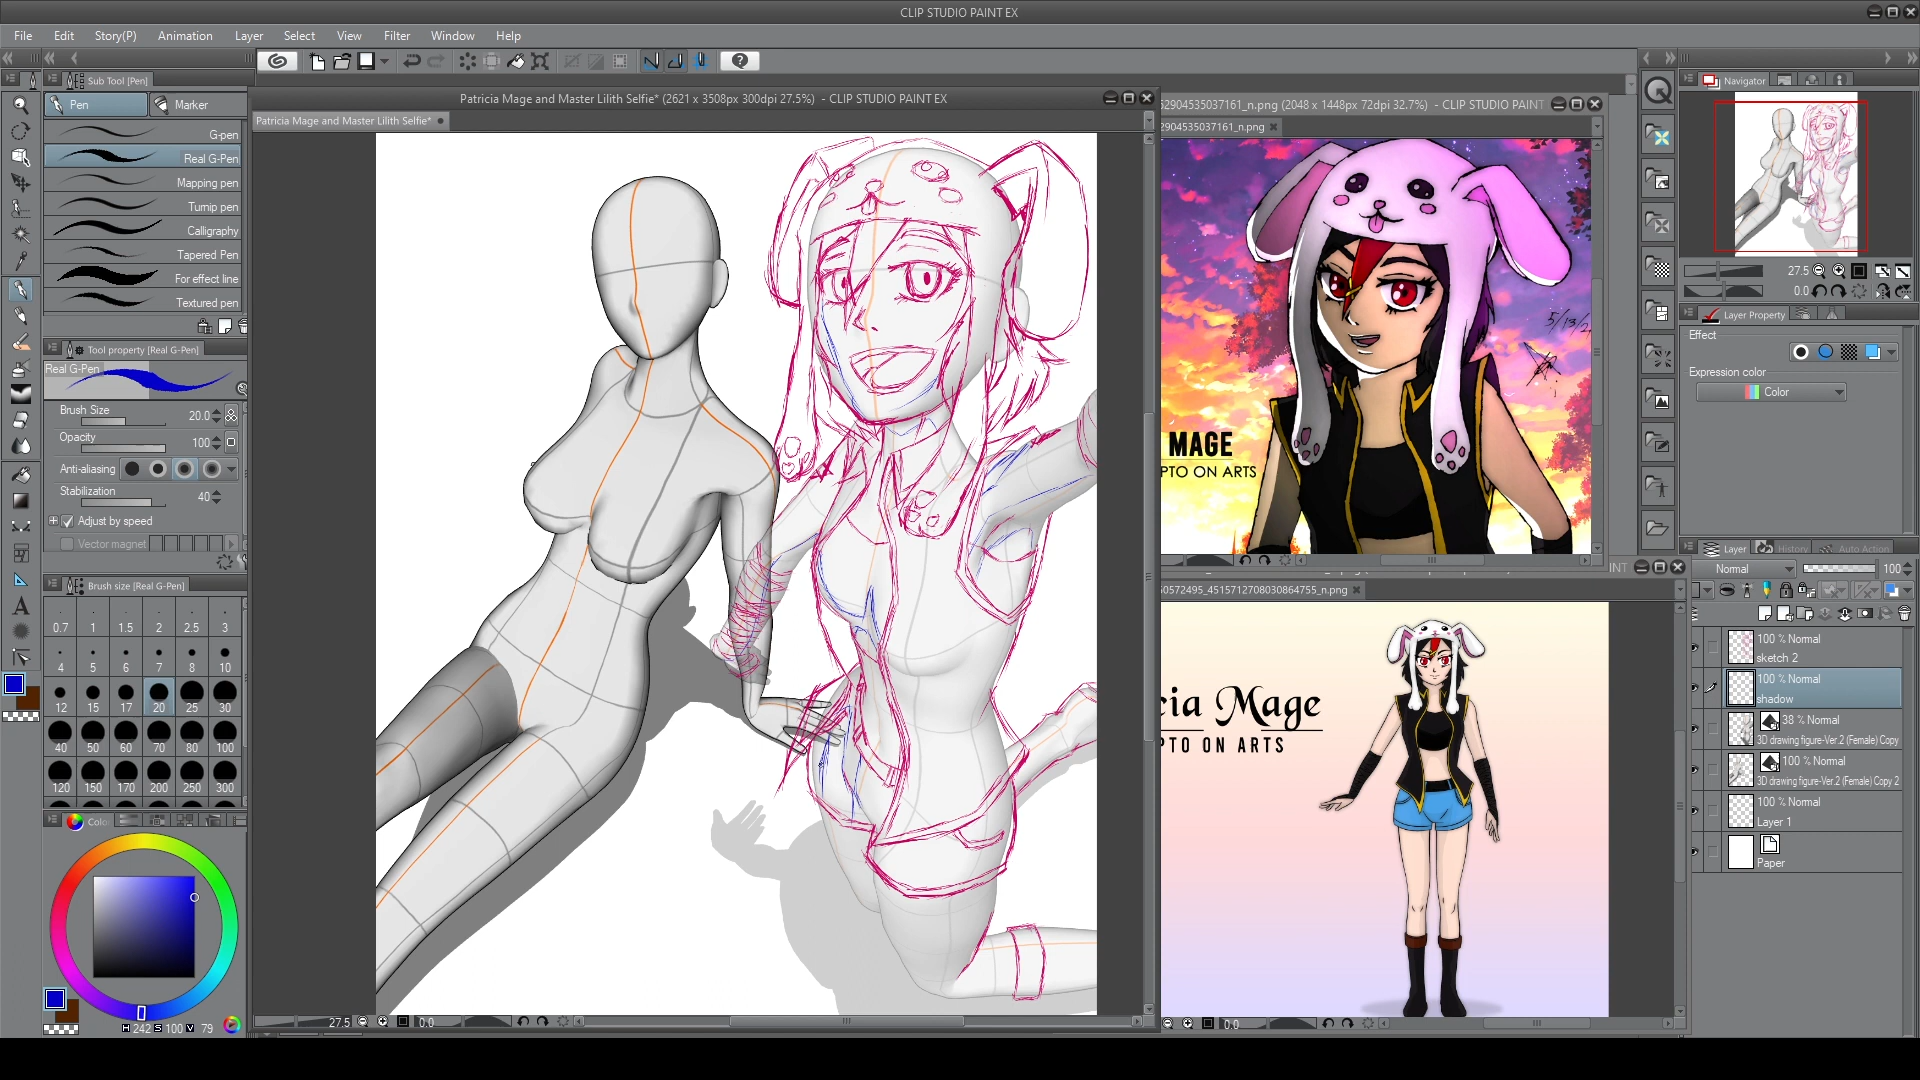 CLIP STUDIO PAINT EX
File Edit Story(P) Animation Layer Select View Filter Window Help
Sub Tool [Pen]
Pen
Marker
G-pen
Real G-Pen
Mapping pen
Turnip pen
Calligraphy
Tapered Pen
For effect line
Textured pen
Tool property [Real G-Pen]
Real G-Pen
Brush Size 20.0
Opacity 100
Anti-aliasing
Stabilization 40
Adjust by speed
Vector magnet
Brush size [Real G-Pen]
0.7 1 1.5 2 2.5 3
4 5 6 7 8 10
12 15 17 20 25 30
40 50 60 70 80 100
120 150 170 200 250 300
Colo
H 242 S 100 V 79
Patricia Mage and Master Lilith Selfie* (2621 x 3508px 300dpi 27.5%) - CLIP STUDIO PAINT EX
Patricia Mage and Master Lilith Selfie*
27.5
0.0
52904535037161_n.png (2048 x 1448px 72dpi 32.7%) - CLIP STUDIO PAINT
2904535037161_n.png
5/13/2
MAGE
PTO ON ARTS
INT
60572495_4515712708030864755_n.png
cia Mage
PTO ON ARTS
0.0
Navigator
27.5
0.0
Layer Property
Effect
Expression color
Color
Layer
History
Auto Action
Normal 100
100 % Normal
sketch 2
100 % Normal
shadow
38 % Normal
3D drawing figure-Ver.2 (Female) Copy
100 % Normal
3D drawing figure-Ver.2 (Female) Copy 2
100 % Normal
Layer 1
Paper